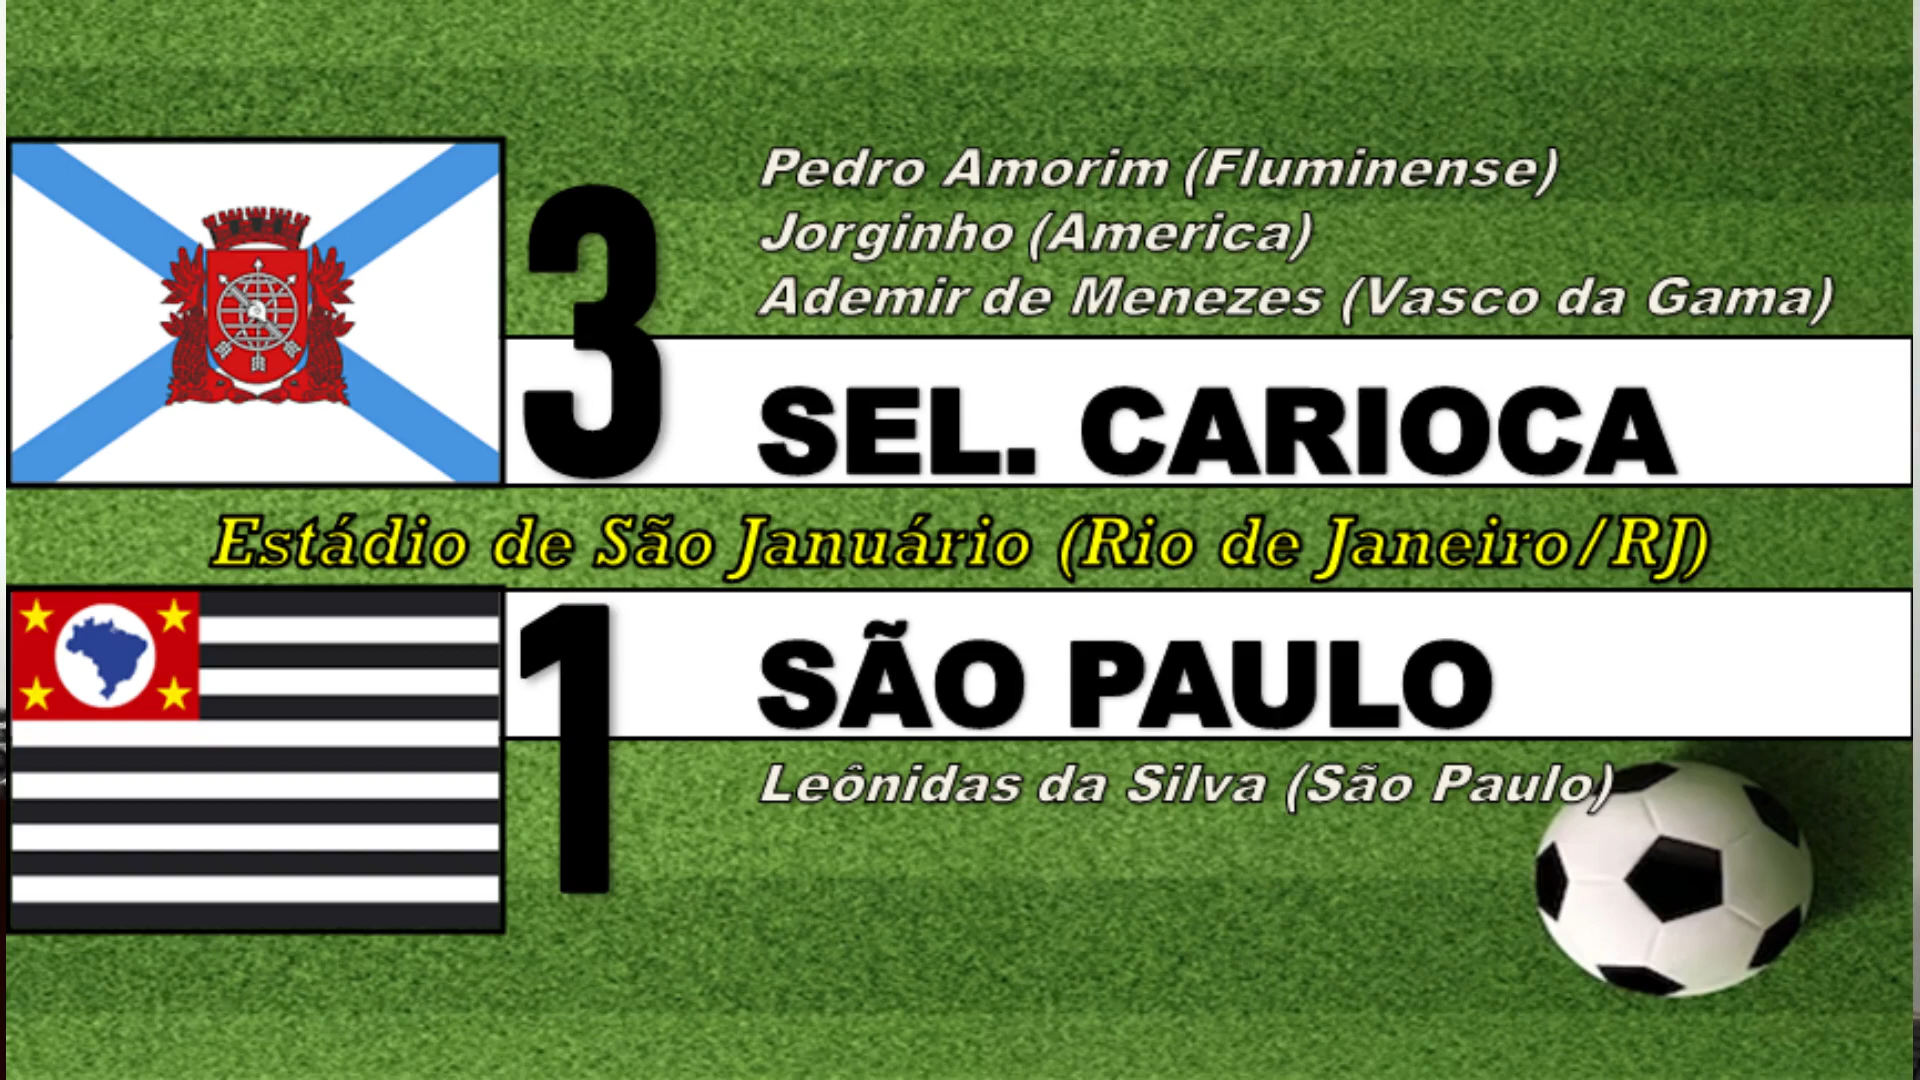 Pedro Amorim (Fluminense)
Jorginho (America)
Ademir de Menezes (Vasco da Gama)
3 SEL. CARIOCA
Estádio de São Januário (Rio de Janeiro/RJ)
1 SÃO PAULO
Leônidas da Silva (São Paulo)